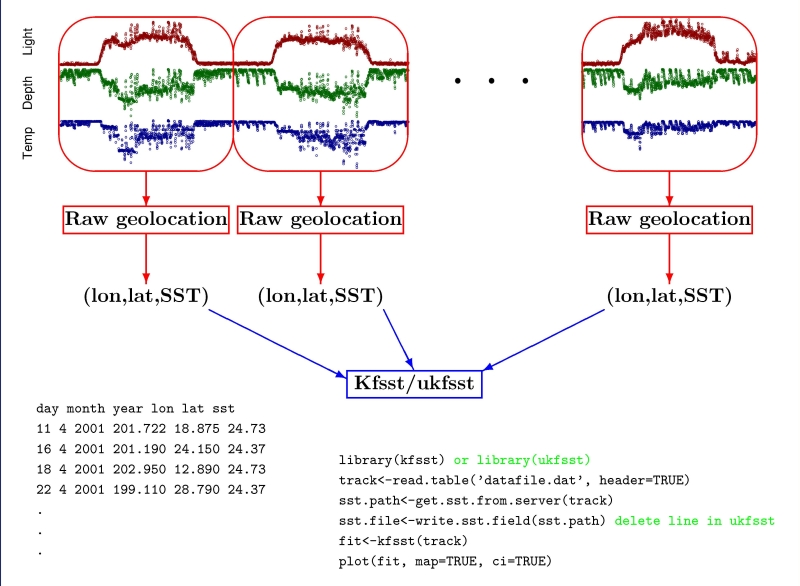 Light
Depth
Temp
Raw geolocation Raw geolocation Raw geolocation
(lon,lat,SST) (lon,lat,SST) (lon,lat,SST)
Kfsst/ukfsst
day month year lon lat sst
11 4 2001 201.722 18.875 24.73
16 4 2001 201.190 24.150 24.37
18 4 2001 202.950 12.890 24.73
22 4 2001 199.110 28.790 24.37
.
.
.
library(kfsst) or library(ukfsst)
track<-read.table('datafile.dat', header=TRUE)
sst.path<-get.sst.from.server(track)
sst.file<-write.sst.field(sst.path) delete line in ukfsst
fit<-kfsst(track)
plot(fit, map=TRUE, ci=TRUE)